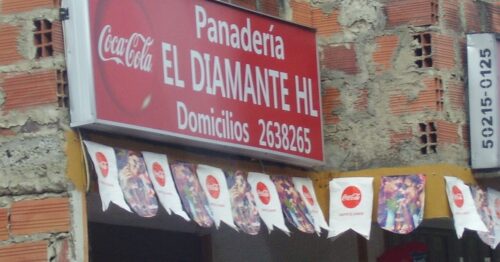 Panadería
Coca-Cola
EL DIAMANTE HL
Domicilios 2638265
50215-0125